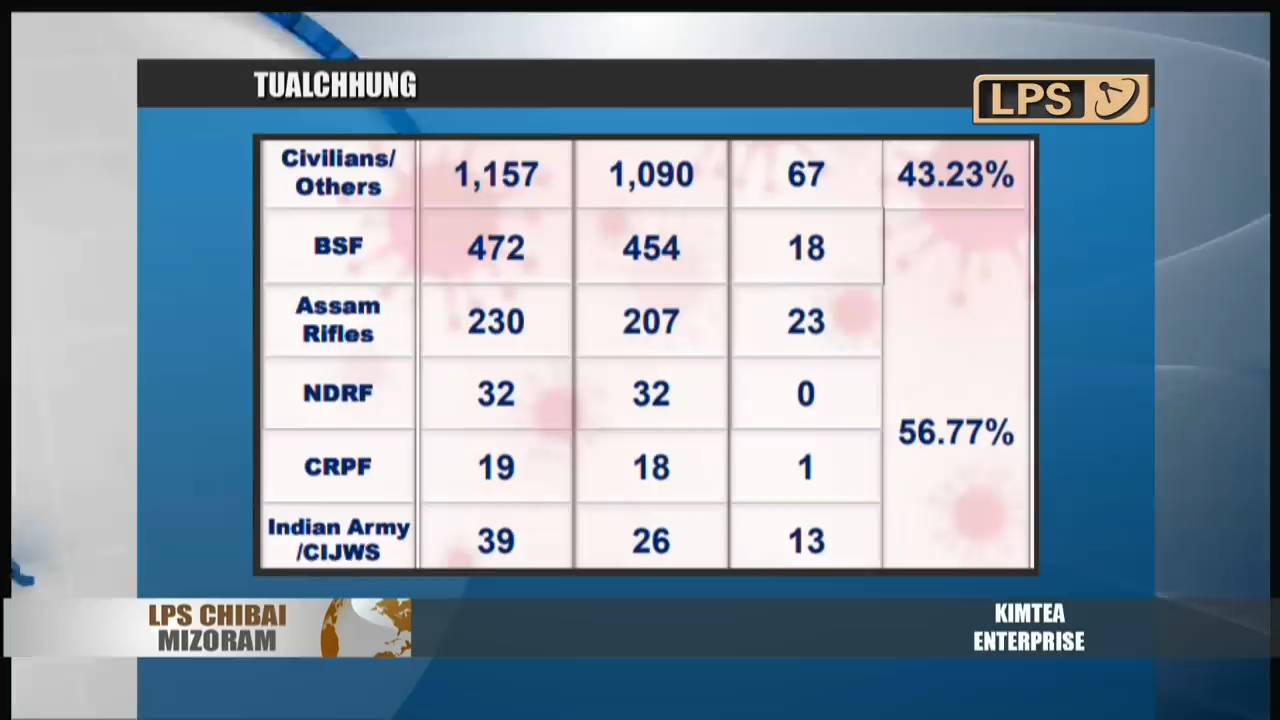 TUALCHHUNG
LPS
Civilians/
Others
1,157
1,090
67
43.23%
BSF
472
454
18
Assam
Rifles
230
207
23
NDRF
32
32
0
56.77%
CRPF
19
18
1
Indian Army
/CIJWS
39
26
13
LPS CHIBAI
MIZORAM
KIMTEA
ENTERPRISE